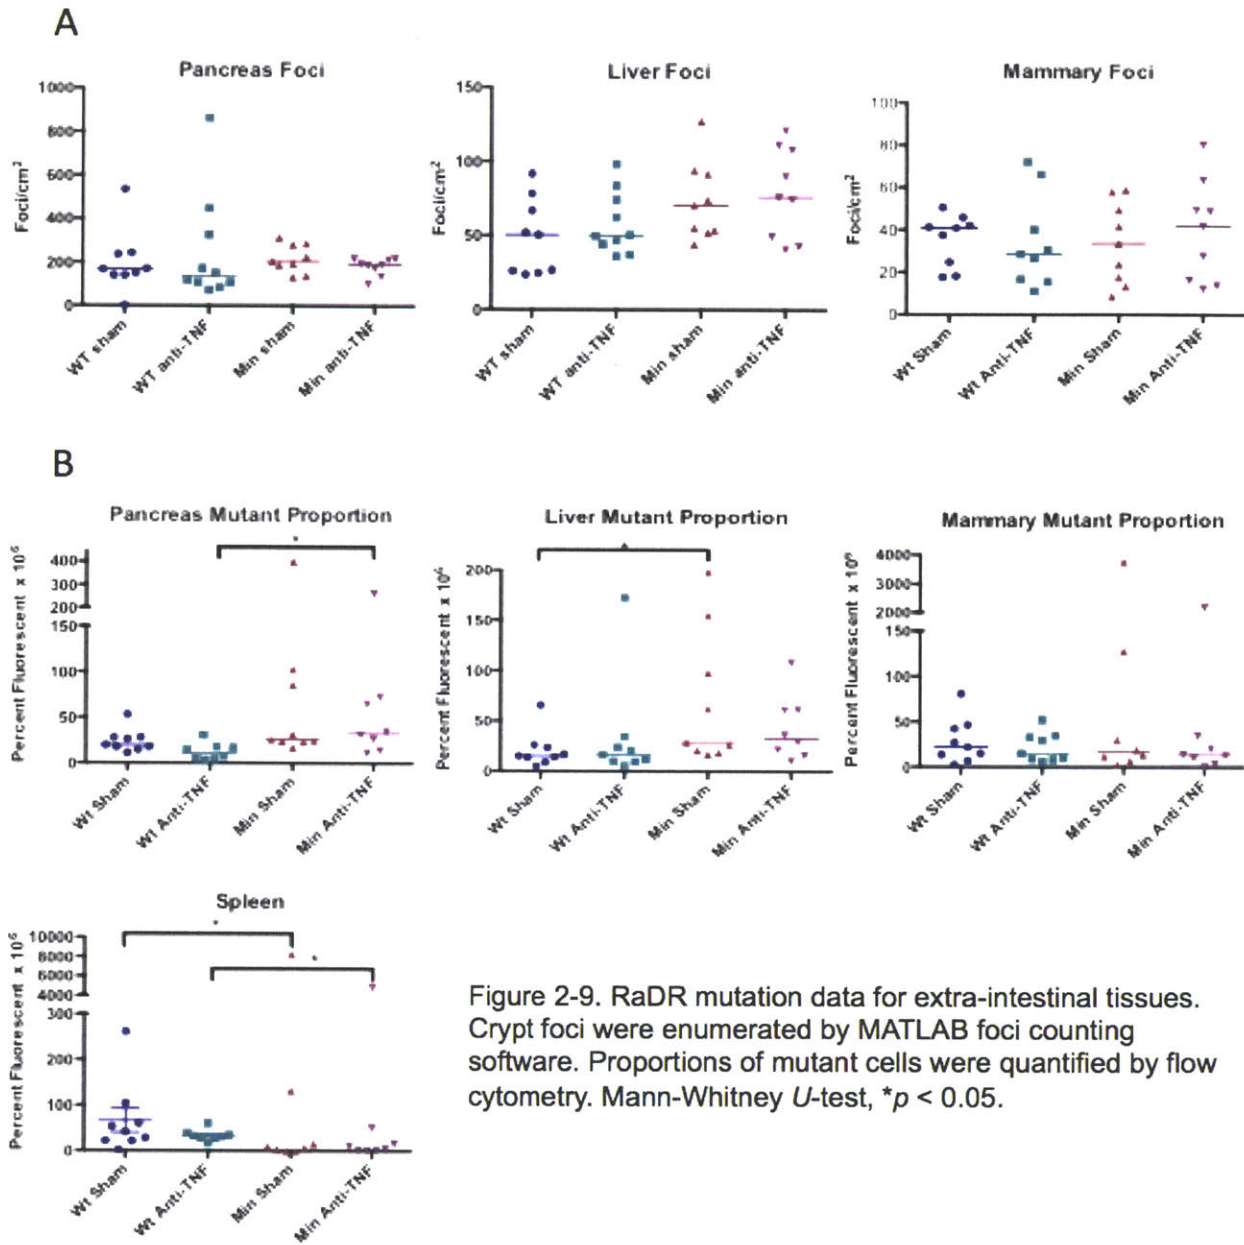 A
Pancreas Foci
Foci/cm²
1000
800
600
400
200
0
WT sham
WT anti-TNF
Min sham
Min anti-TNF
Liver Foci
Foci/cm²
150
100
50
0
WT sham
WT anti-TNF
Min sham
Min anti-TNF
Mammary Foci
Foci/cm²
100
80
60
40
20
0
Wt Sham
Wt Anti-TNF
Min Sham
Min Anti-TNF
B
Pancreas Mutant Proportion
Percent Fluorescent x 10⁶
400
300
200
150
100
50
0
*
Wt Sham
Wt Anti-TNF
Min Sham
Min Anti-TNF
Liver Mutant Proportion
Percent Fluorescent x 10⁶
200
150
100
50
0
Wt Sham
Wt Anti-TNF
Min Sham
Min Anti-TNF
Mammary Mutant Proportion
Percent Fluorescent x 10⁶
4000
3000
2000
150
100
50
0
Wt Sham
Wt Anti-TNF
Min Sham
Min Anti-TNF
Spleen
Percent Fluorescent x 10⁶
10000
8000
6000
4000
300
200
100
0
*
*
Wt Sham
Wt Anti-TNF
Min Sham
Min Anti-TNF
Figure 2-9. RaDR mutation data for extra-intestinal tissues.
Crypt foci were enumerated by MATLAB foci counting
software. Proportions of mutant cells were quantified by flow
cytometry. Mann-Whitney U-test, *p < 0.05.